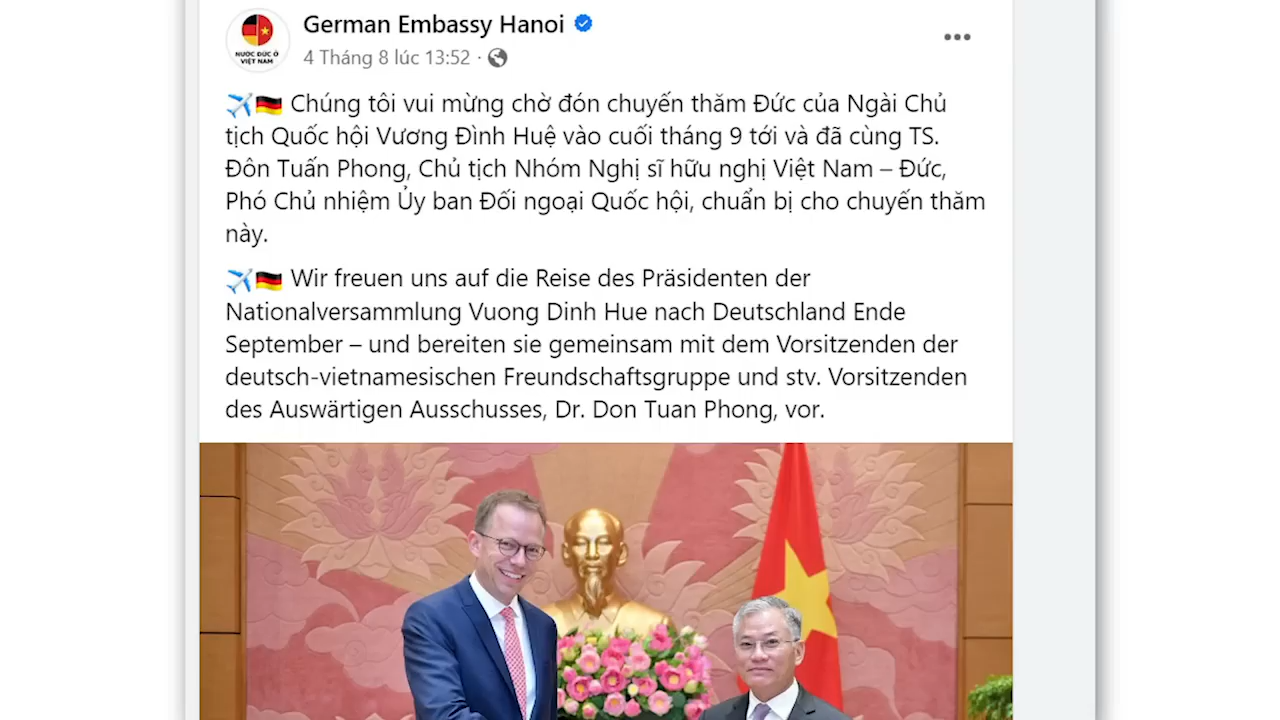 German Embassy Hanoi
NƯỚC ĐỨC Ở
VIỆT NAM
4 Tháng 8 lúc 13:52 ·
Chúng tôi vui mừng chờ đón chuyến thăm Đức của Ngài Chủ
tịch Quốc hội Vương Đình Huệ vào cuối tháng 9 tới và đã cùng TS.
Đôn Tuấn Phong, Chủ tịch Nhóm Nghị sĩ hữu nghị Việt Nam – Đức,
Phó Chủ nhiệm Ủy ban Đối ngoại Quốc hội, chuẩn bị cho chuyến thăm
này.
Wir freuen uns auf die Reise des Präsidenten der
Nationalversammlung Vuong Dinh Hue nach Deutschland Ende
September – und bereiten sie gemeinsam mit dem Vorsitzenden der
deutsch-vietnamesischen Freundschaftsgruppe und stv. Vorsitzenden
des Auswärtigen Ausschusses, Dr. Don Tuan Phong, vor.